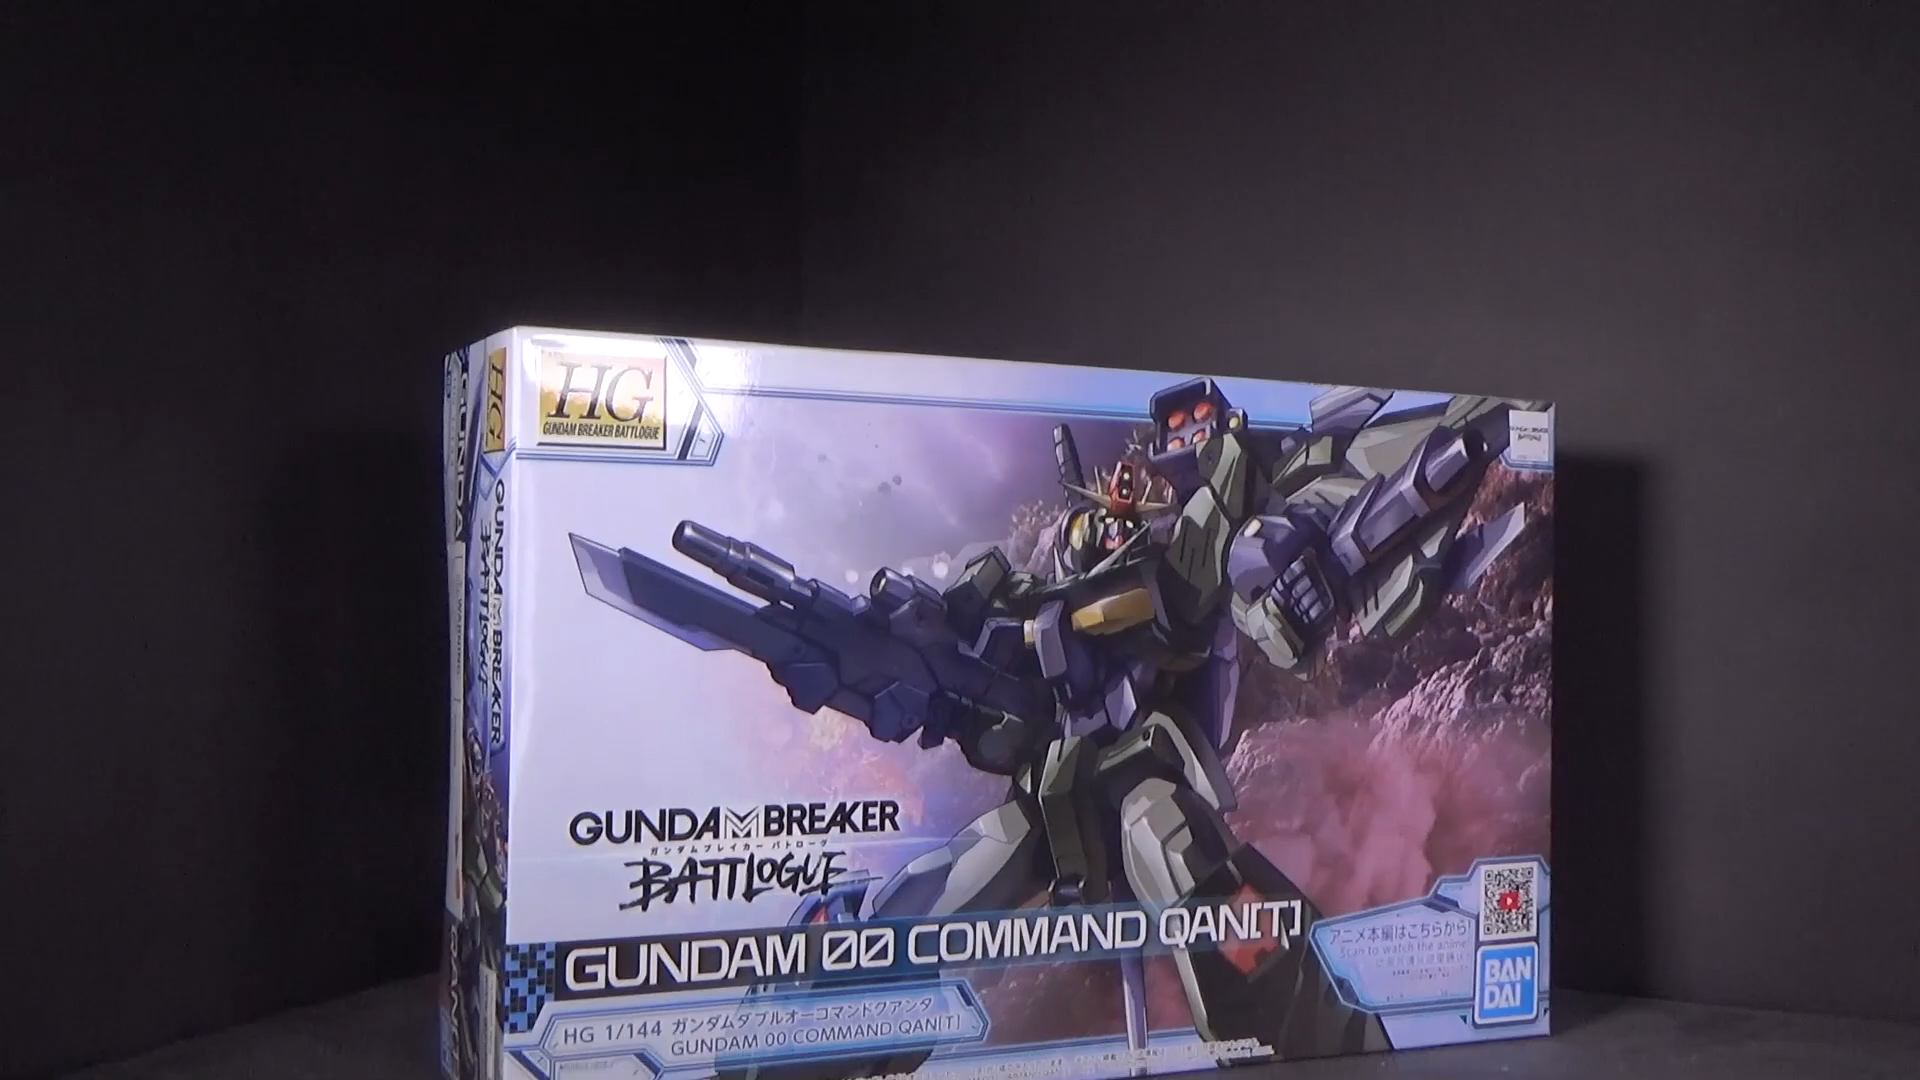 HG
GUNDAM BREAKER BATTLOGUE
HG
GUNDAM BREAKER
BATTLOGUE
GUNDAM BREAKER
ガンダムブレイカー バトローグ
BATTLOGUE
GUNDAM 00 COMMAND QAN[T]
HG 1/144 ガンダムダブルオーコマンドクアンタ
GUNDAM 00 COMMAND QAN[T]
アニメ本編はこちらから!
Scan to watch the anime!
BAN
DAI